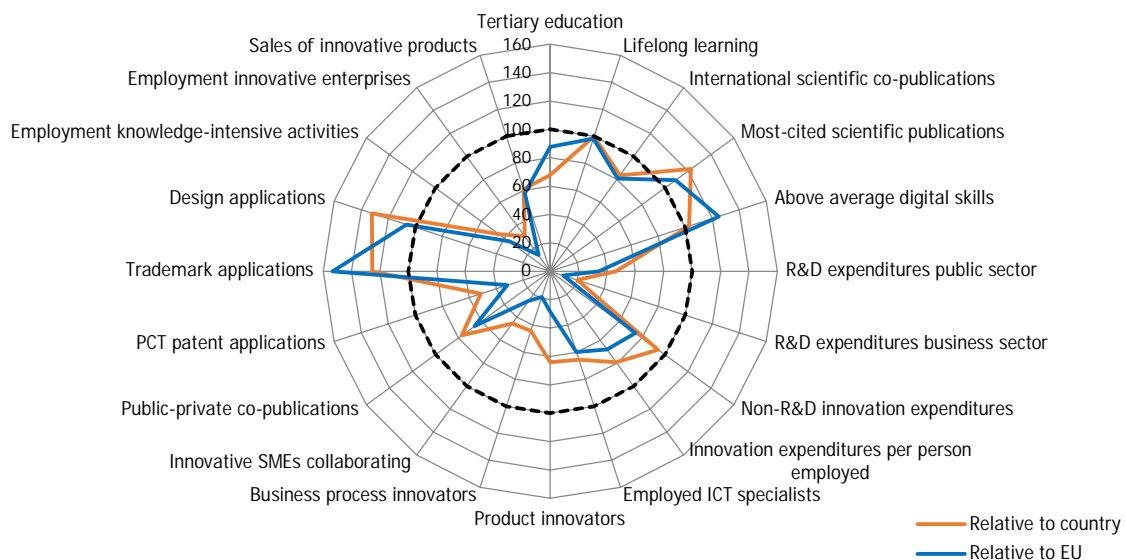 Tertiary education
Lifelong learning
International scientific co-publications
Most-cited scientific publications
Above average digital skills
R&D expenditures public sector
R&D expenditures business sector
Non-R&D innovation expenditures
Innovation expenditures per person
employed
Employed ICT specialists
Product innovators
Business process innovators
Innovative SMEs collaborating
Public-private co-publications
PCT patent applications
Trademark applications
Design applications
Employment knowledge-intensive activities
Employment innovative enterprises
Sales of innovative products
160
140
120
100
80
60
40
20
0
Relative to country
Relative to EU